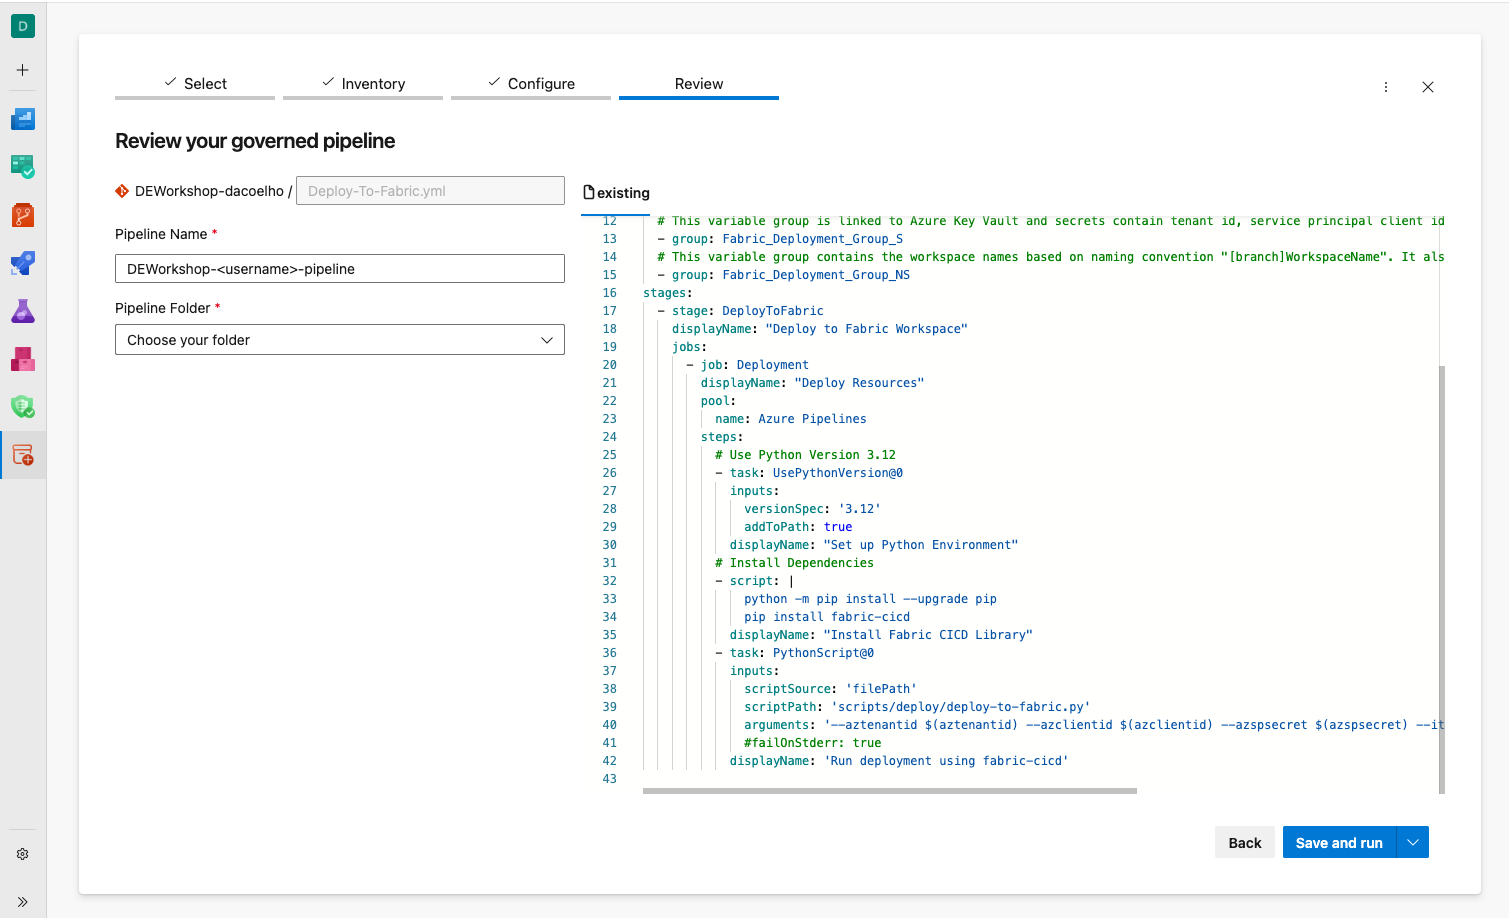 D
Select
Inventory
Configure
Review
Review your governed pipeline
DEWorkshop-dacoelho / Deploy-To-Fabric.yml
Pipeline Name *
DEWorkshop-<username>-pipeline
Pipeline Folder *
Choose your folder
existing
12 # This variable group is linked to Azure Key Vault and secrets contain tenant id, service principal client id
13 - group: Fabric_Deployment_Group_S
14 # This variable group contains the workspace names based on naming convention "[branch]WorkspaceName". It als
15 - group: Fabric_Deployment_Group_NS
16 stages:
17 - stage: DeployToFabric
18 displayName: "Deploy to Fabric Workspace"
19 jobs:
20 - job: Deployment
21 displayName: "Deploy Resources"
22 pool:
23 name: Azure Pipelines
24 steps:
25 # Use Python Version 3.12
26 - task: UsePythonVersion@0
27 inputs:
28 versionSpec: '3.12'
29 addToPath: true
30 displayName: "Set up Python Environment"
31 # Install Dependencies
32 - script: |
33 python -m pip install --upgrade pip
34 pip install fabric-cicd
35 displayName: "Install Fabric CICD Library"
36 - task: PythonScript@0
37 inputs:
38 scriptSource: 'filePath'
39 scriptPath: 'scripts/deploy/deploy-to-fabric.py'
40 arguments: '--aztenantid $(aztenantid) --azclientid $(azclientid) --azspsecret $(azspsecret) --it
41 #failOnStderr: true
42 displayName: 'Run deployment using fabric-cicd'
43
Back
Save and run